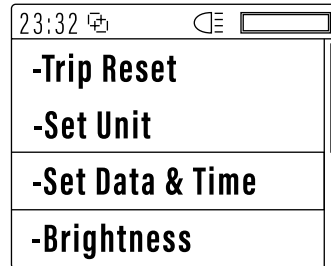 23:32
-Trip Reset
-Set Unit
-Set Data & Time
-Brightness